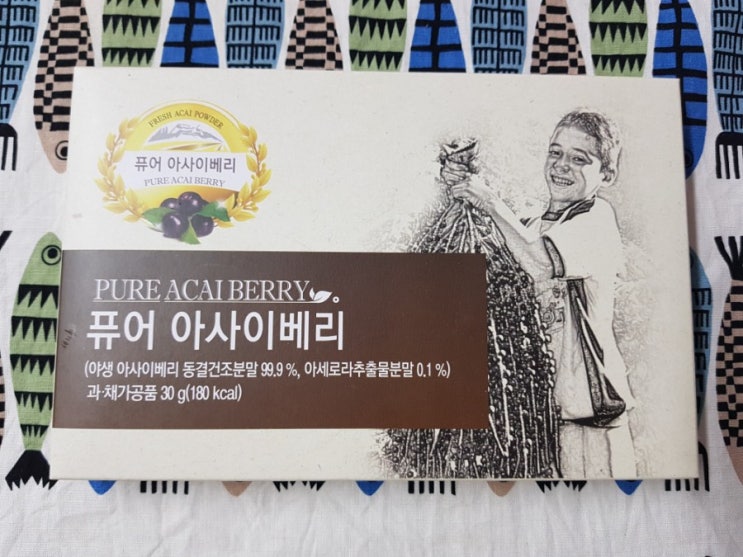 FRESH ACAI POWDER
퓨어 아사이베리
PURE ACAI BERRY
PURE ACAI BERRY
퓨어 아사이베리
(야생 아사이베리 동결건조분말 99.9 %, 아세로라추출물분말 0.1 %)
과·채가공품 30 g(180 kcal)